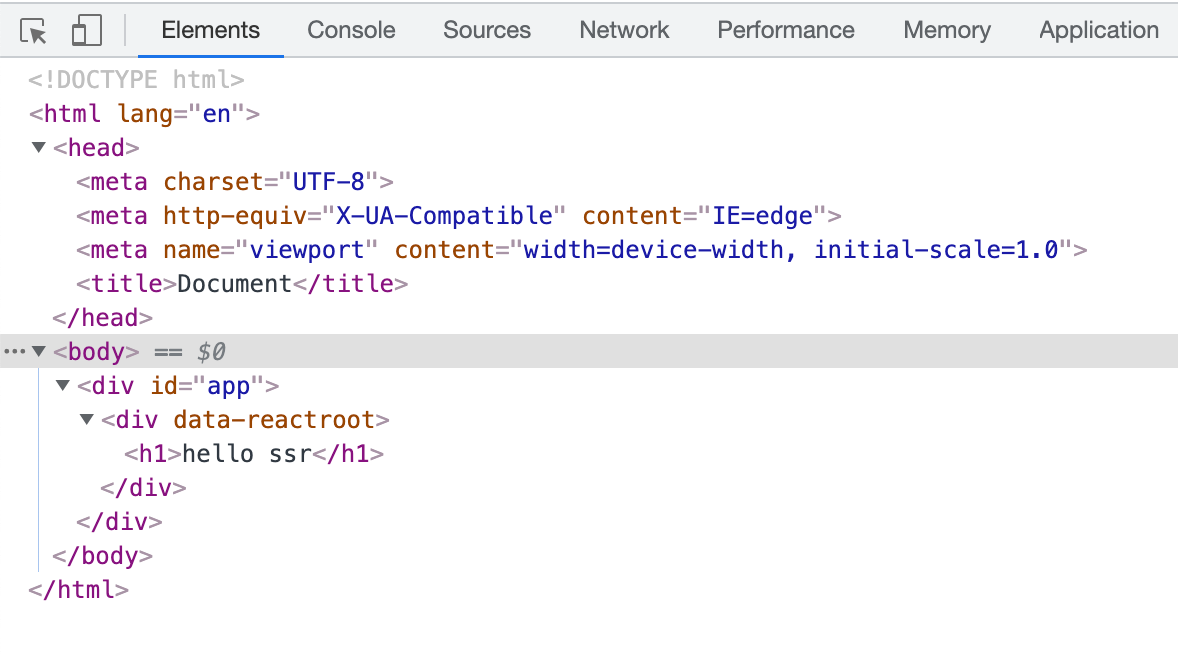 Elements Console Sources Network Performance Memory Application
<!DOCTYPE html>
<html lang="en">
<head>
<meta charset="UTF-8">
<meta http-equiv="X-UA-Compatible" content="IE=edge">
<meta name="viewport" content="width=device-width, initial-scale=1.0">
<title>Document</title>
</head>
<body> == $0
<div id="app">
<div data-reactroot>
<h1>hello ssr</h1>
</div>
</div>
</body>
</html>